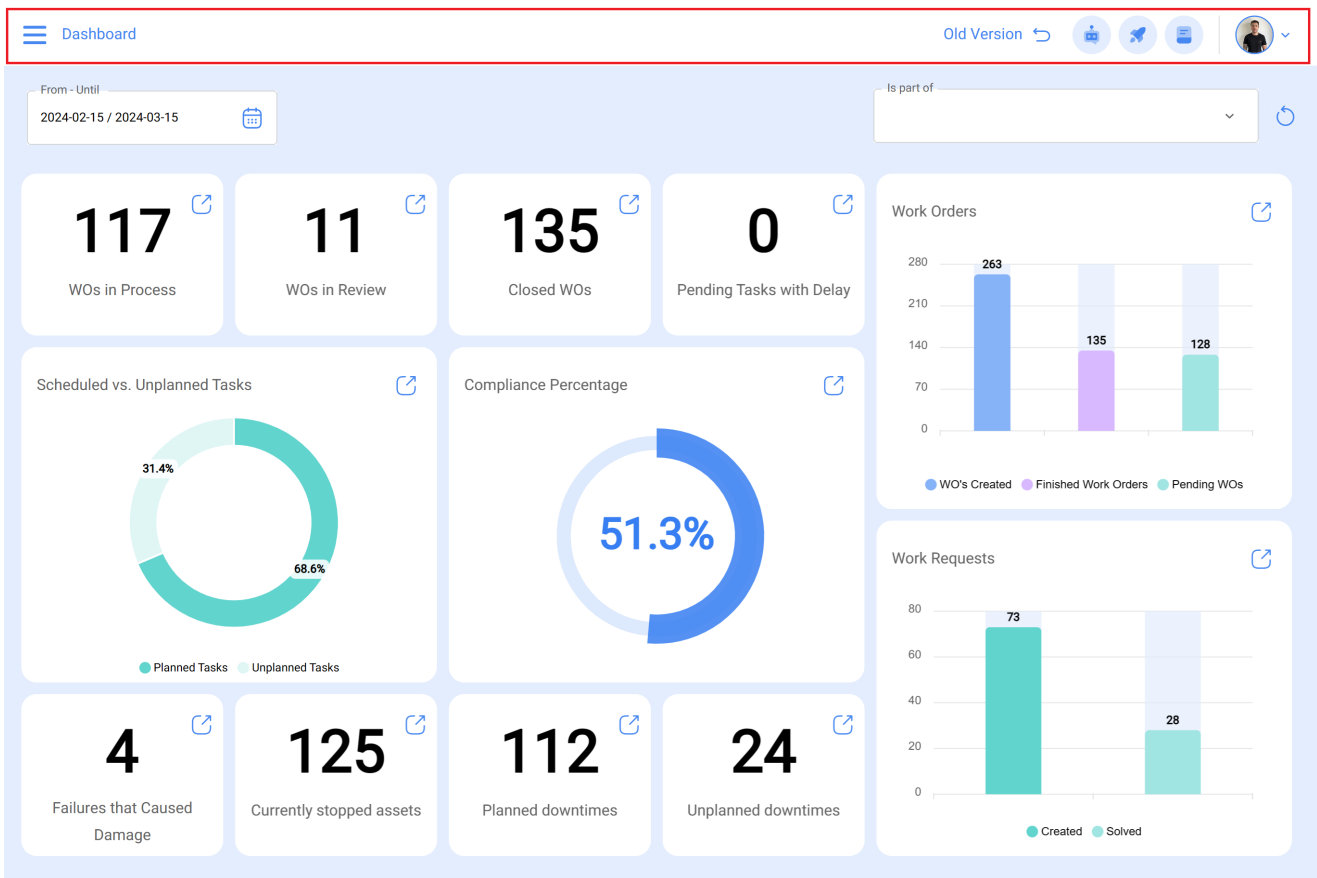 Dashboard
Old Version
From - Until
2024-02-15 / 2024-03-15
Is part of
117
WOs in Process
11
WOs in Review
135
Closed WOs
0
Pending Tasks with Delay
Work Orders
280
210
140
70
0
263
135
128
WO's Created
Finished Work Orders
Pending WOs
Scheduled vs. Unplanned Tasks
31.4%
68.6%
Planned Tasks
Unplanned Tasks
Compliance Percentage
51.3%
Work Requests
80
60
40
20
0
73
28
Created
Solved
4
Failures that Caused
Damage
125
Currently stopped assets
112
Planned downtimes
24
Unplanned downtimes